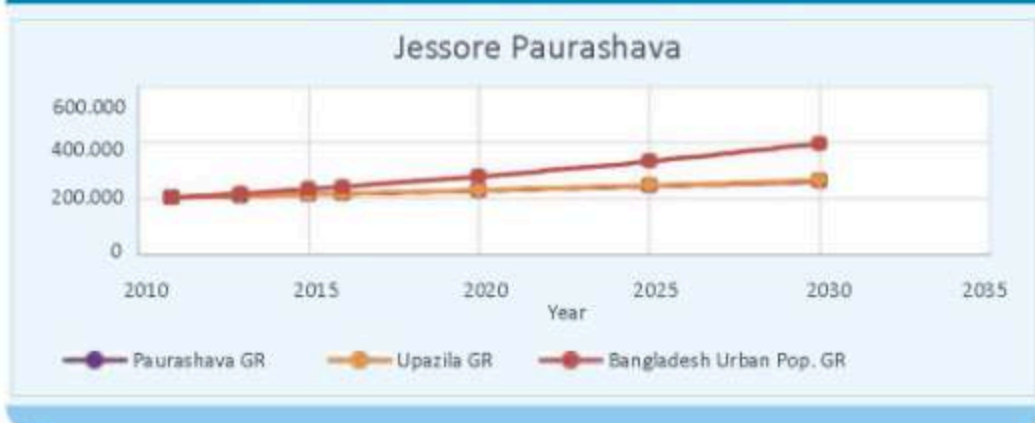 Jessore Paurashava
600.000
400.000
200.000
0
2010 2015 2020 2025 2030 2035
Year
Paurashava GR Upazila GR Bangladesh Urban Pop. GR